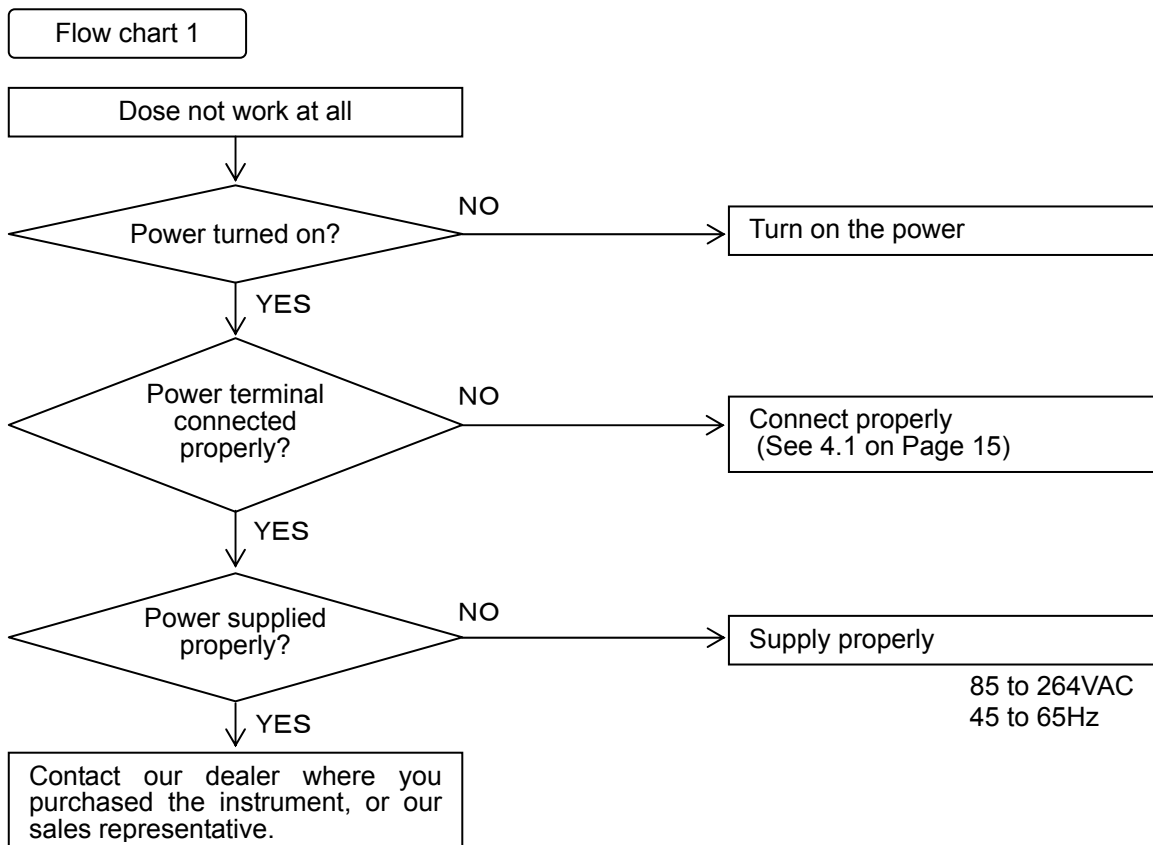 Flow chart 1
Dose not work at all
Power turned on?
NO
Turn on the power
YES
Power terminal
connected
properly?
NO
Connect properly
(See 4.1 on Page 15)
YES
Power supplied
properly?
NO
Supply properly
85 to 264VAC
45 to 65Hz
YES
Contact our dealer where you
purchased the instrument, or our
sales representative.